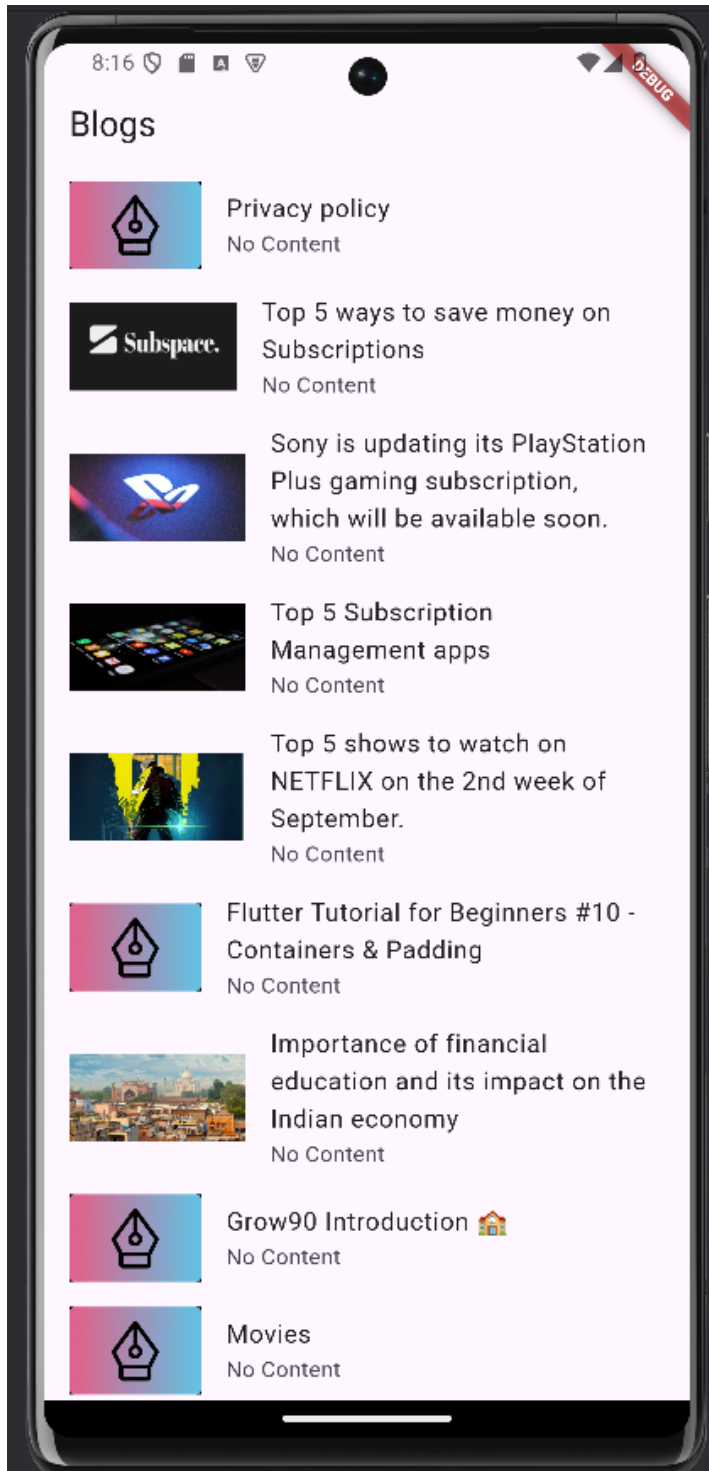 8:16
DEBUG
Blogs
Privacy policy
No Content
Subspace.
Top 5 ways to save money on
Subscriptions
No Content
Sony is updating its PlayStation
Plus gaming subscription,
which will be available soon.
No Content
Top 5 Subscription
Management apps
No Content
Top 5 shows to watch on
NETFLIX on the 2nd week of
September.
No Content
Flutter Tutorial for Beginners #10 -
Containers & Padding
No Content
Importance of financial
education and its impact on the
Indian economy
No Content
Grow90 Introduction 🏫
No Content
Movies
No Content